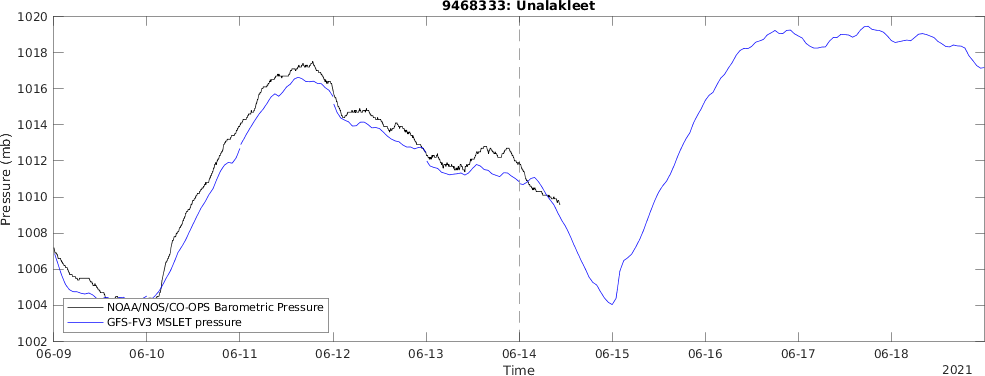 9468333: Unalakleet
1020
1018
1016
1014
1012
1010
1008
1006
1004
1002
Pressure (mb)
NOAA/NOS/CO-OPS Barometric Pressure
GFS-FV3 MSLET pressure
06-09 06-10 06-11 06-12 06-13 06-14 06-15 06-16 06-17 06-18
Time
2021